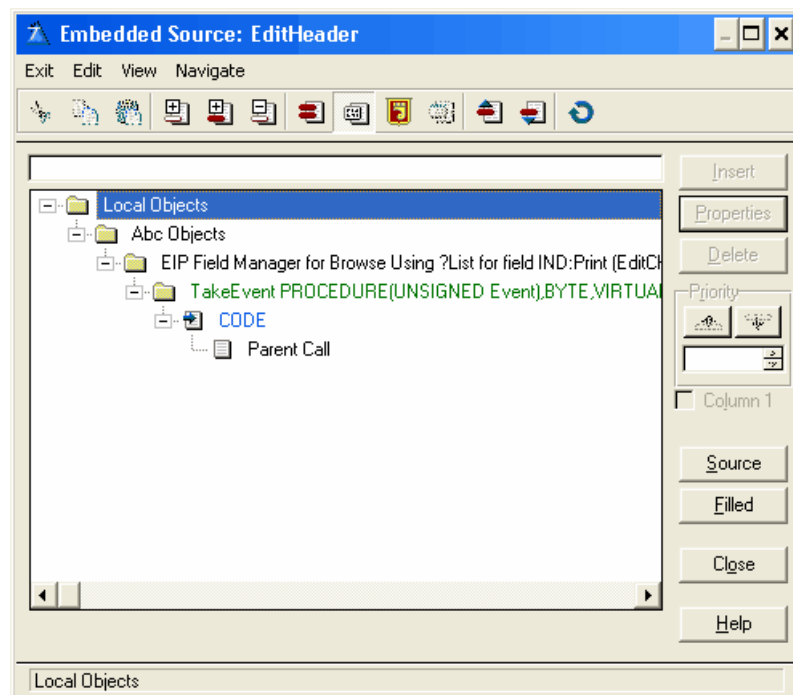 Embedded Source: EditHeader
Exit Edit View Navigate
Insert
Local Objects
Properties
Abc Objects
Delete
EIP Field Manager for Browse Using ?List for field IND:Print (EditCh
Priority
TakeEvent PROCEDURE(UNSIGNED Event),BYTE,VIRTUAL
CODE
Parent Call
Column 1
Source
Filled
Close
Help
Local Objects